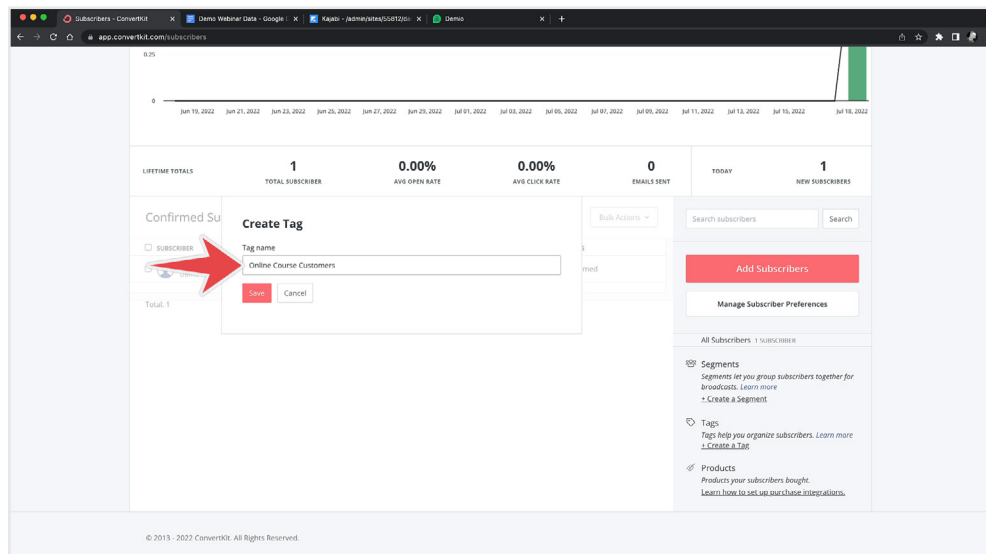 Subscribers - ConvertKit
Demo Webinar Data - Google
Kajabi - /admin/sites/55812/da
Demio
app.convertkit.com/subscribers
0.25
0
Jun 19, 2022 Jun 21, 2022 Jun 23, 2022 Jun 25, 2022 Jun 27, 2022 Jun 29, 2022 Jul 01, 2022 Jul 03, 2022 Jul 05, 2022 Jul 07, 2022 Jul 09, 2022 Jul 11, 2022 Jul 13, 2022 Jul 15, 2022 Jul 18, 2022
LIFETIME TOTALS
1
TOTAL SUBSCRIBER
0.00%
AVG OPEN RATE
0.00%
AVG CLICK RATE
0
EMAILS SENT
TODAY
1
NEW SUBSCRIBERS
Confirmed Su
Bulk Actions
SUBSCRIBER
S
med
Total: 1
Create Tag
Tag name
Online Course Customers
Save Cancel
Search subscribers Search
Add Subscribers
Manage Subscriber Preferences
All Subscribers 1 SUBSCRIBER
Segments
Segments let you group subscribers together for
broadcasts. Learn more
+ Create a Segment
Tags
Tags help you organize subscribers. Learn more
+ Create a Tag
Products
Products your subscribers bought.
Learn how to set up purchase integrations.
© 2013 - 2022 ConvertKit. All Rights Reserved.